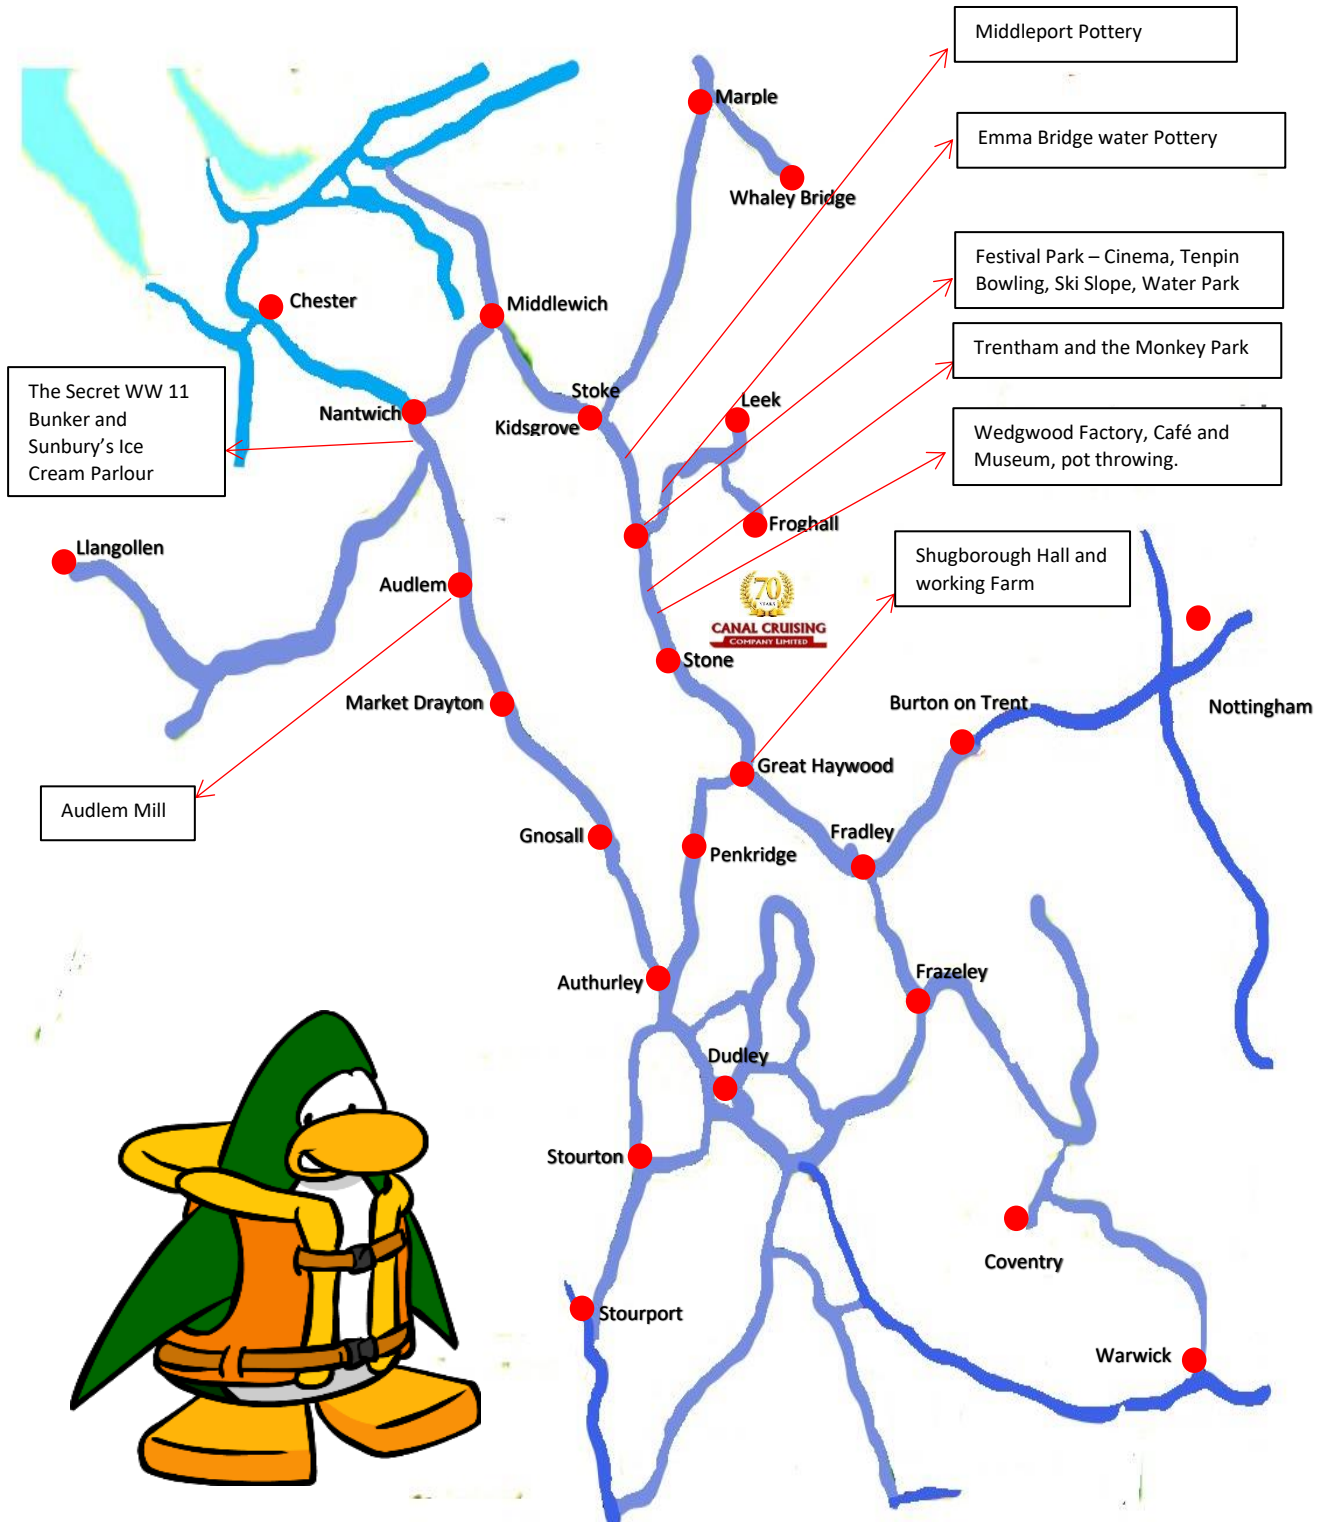 Middleport Pottery
Marple
Emma Bridge water Pottery
Whaley Bridge
Festival Park – Cinema, Tenpin
Bowling, Ski Slope, Water Park
Chester
Middlewich
Trentham and the Monkey Park
The Secret WW 11
Bunker and
Sunbury’s Ice
Cream Parlour
Nantwich
Stoke
Kidsgrove
Leek
Wedgwood Factory, Café and
Museum, pot throwing.
Froghall
Llangollen
Audlem
Shugborough Hall and
working Farm
70
YEARS
CANAL CRUISING
COMPANY LIMITED
Stone
Market Drayton
Burton on Trent
Nottingham
Great Haywood
Audlem Mill
Gnosall
Penkridge
Fradley
Authurley
Frazeley
Dudley
Stourton
Coventry
Stourport
Warwick